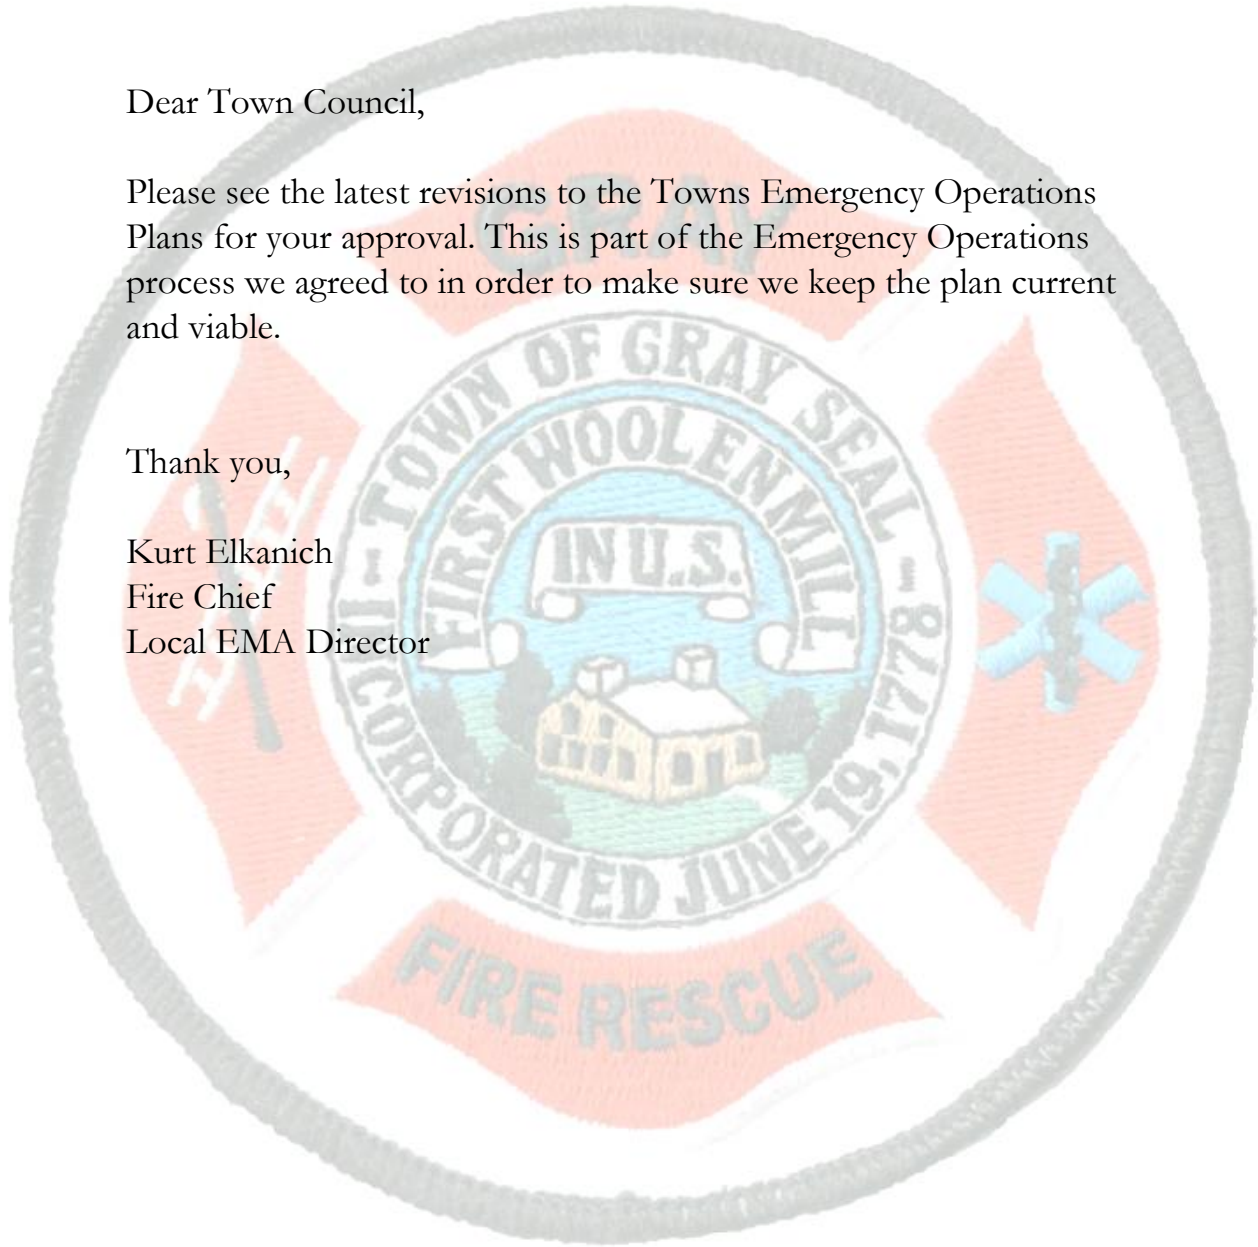 Dear Town Council,
Please see the latest revisions to the Towns Emergency Operations
Plans for your approval. This is part of the Emergency Operations
process we agreed to in order to make sure we keep the plan current
and viable.
Thank you,
Kurt Elkanich
Fire Chief
Local EMA Director
GRAY
TOWN OF GRAY SEAL
FIRST WOOLEN MILL
IN U.S.
INCORPORATED JUNE 19, 1778
FIRE RESCUE